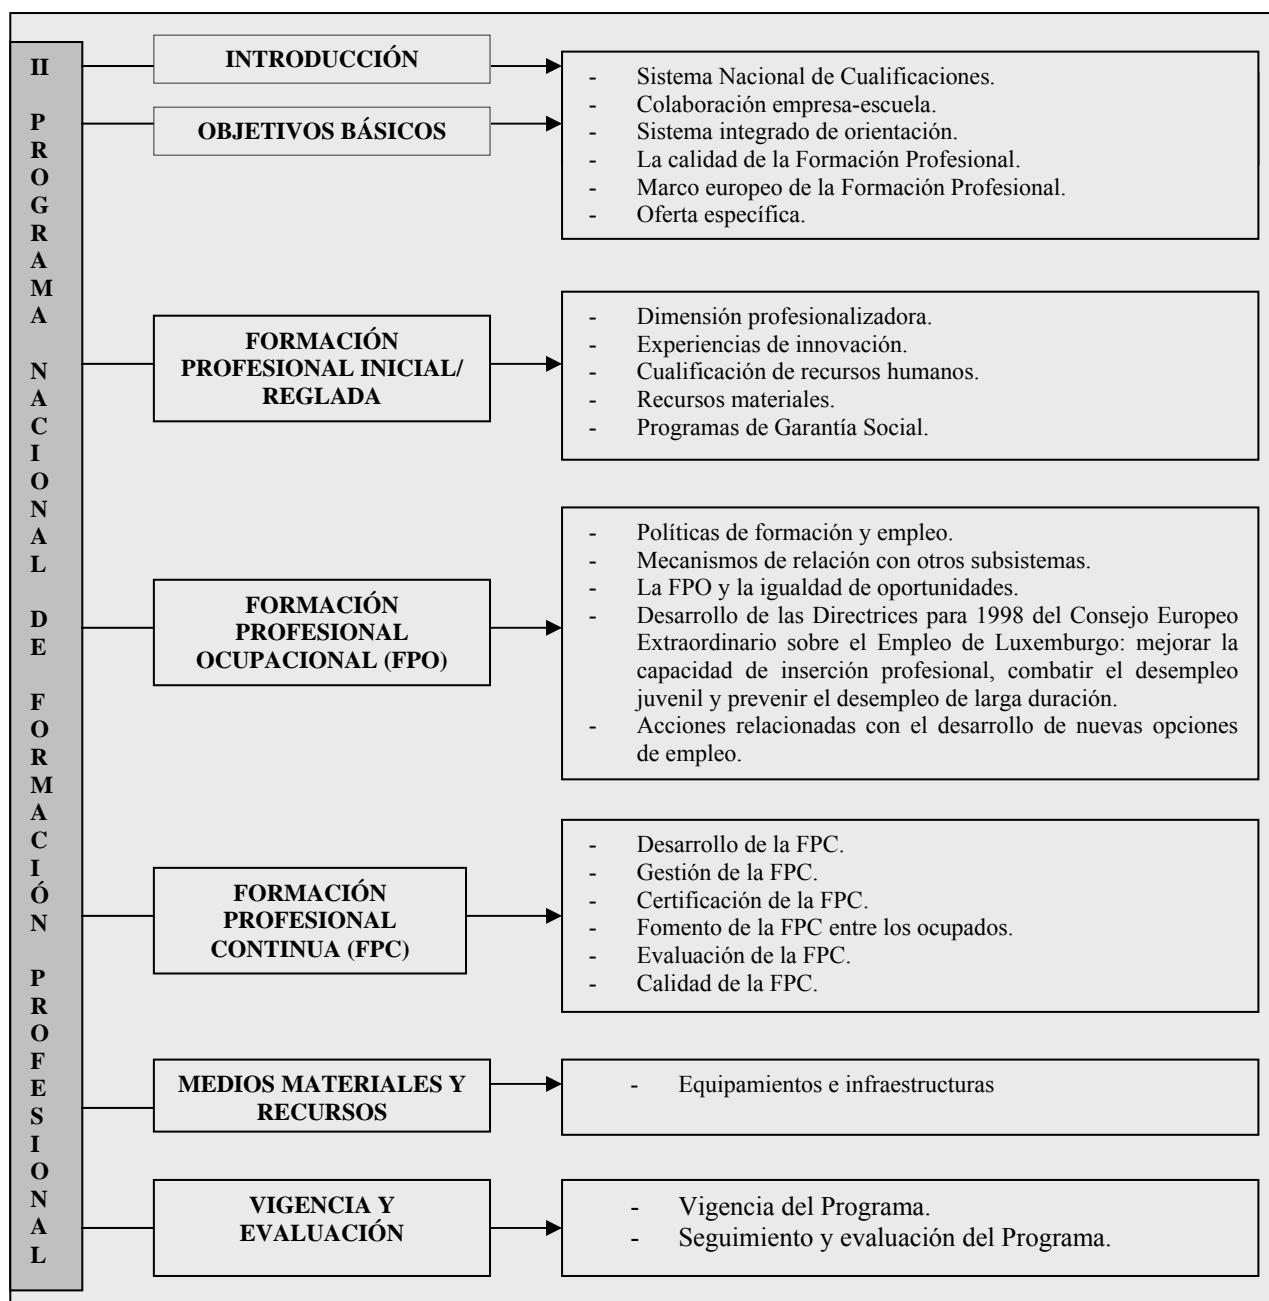 II PROGRAMA NACIONAL DE FORMACIÓN PROFESIONAL
INTRODUCCIÓN
OBJETIVOS BÁSICOS
- Sistema Nacional de Cualificaciones.
- Colaboración empresa-escuela.
- Sistema integrado de orientación.
- La calidad de la Formación Profesional.
- Marco europeo de la Formación Profesional.
- Oferta específica.
FORMACIÓN
PROFESIONAL INICIAL/
REGLADA
- Dimensión profesionalizadora.
- Experiencias de innovación.
- Cualificación de recursos humanos.
- Recursos materiales.
- Programas de Garantía Social.
FORMACIÓN
PROFESIONAL
OCUPACIONAL (FPO)
- Políticas de formación y empleo.
- Mecanismos de relación con otros subsistemas.
- La FPO y la igualdad de oportunidades.
- Desarrollo de las Directrices para 1998 del Consejo Europeo
Extraordinario sobre el Empleo de Luxemburgo: mejorar la
capacidad de inserción profesional, combatir el desempleo
juvenil y prevenir el desempleo de larga duración.
- Acciones relacionadas con el desarrollo de nuevas opciones
de empleo.
FORMACIÓN
PROFESIONAL
CONTINUA (FPC)
- Desarrollo de la FPC.
- Gestión de la FPC.
- Certificación de la FPC.
- Fomento de la FPC entre los ocupados.
- Evaluación de la FPC.
- Calidad de la FPC.
MEDIOS MATERIALES Y
RECURSOS
- Equipamientos e infraestructuras
VIGENCIA Y
EVALUACIÓN
- Vigencia del Programa.
- Seguimiento y evaluación del Programa.